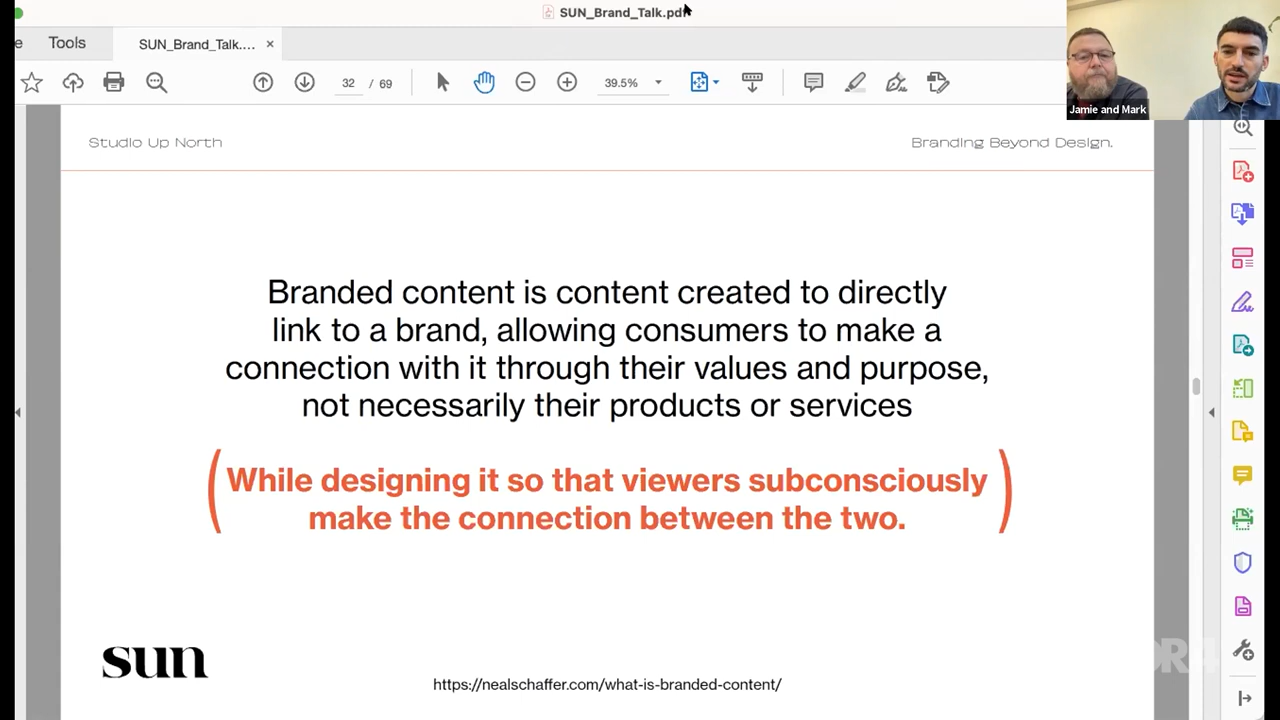 SUN_Brand_Talk.pdf
e
Tools
SUN_Brand_Talk....
32 / 69
39.5%
Jamie and Mark
Studio Up North
Branding Beyond Design.
Branded content is content created to directly
link to a brand, allowing consumers to make a
connection with it through their values and purpose,
not necessarily their products or services
(While designing it so that viewers subconsciously
make the connection between the two.)
sun
https://nealschaffer.com/what-is-branded-content/